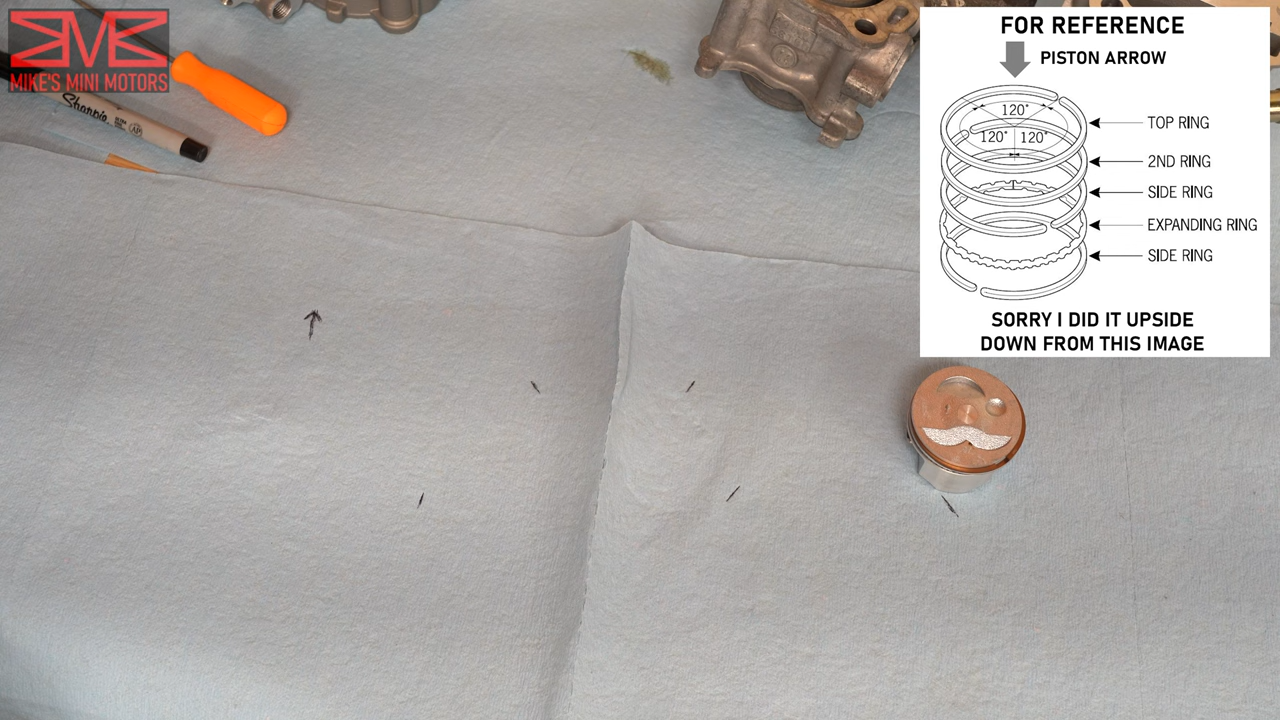 MIKE'S MINI MOTORS
Sharpie
FOR REFERENCE
PISTON ARROW
120°
120° 120°
TOP RING
2ND RING
SIDE RING
EXPANDING RING
SIDE RING
SORRY I DID IT UPSIDE
DOWN FROM THIS IMAGE